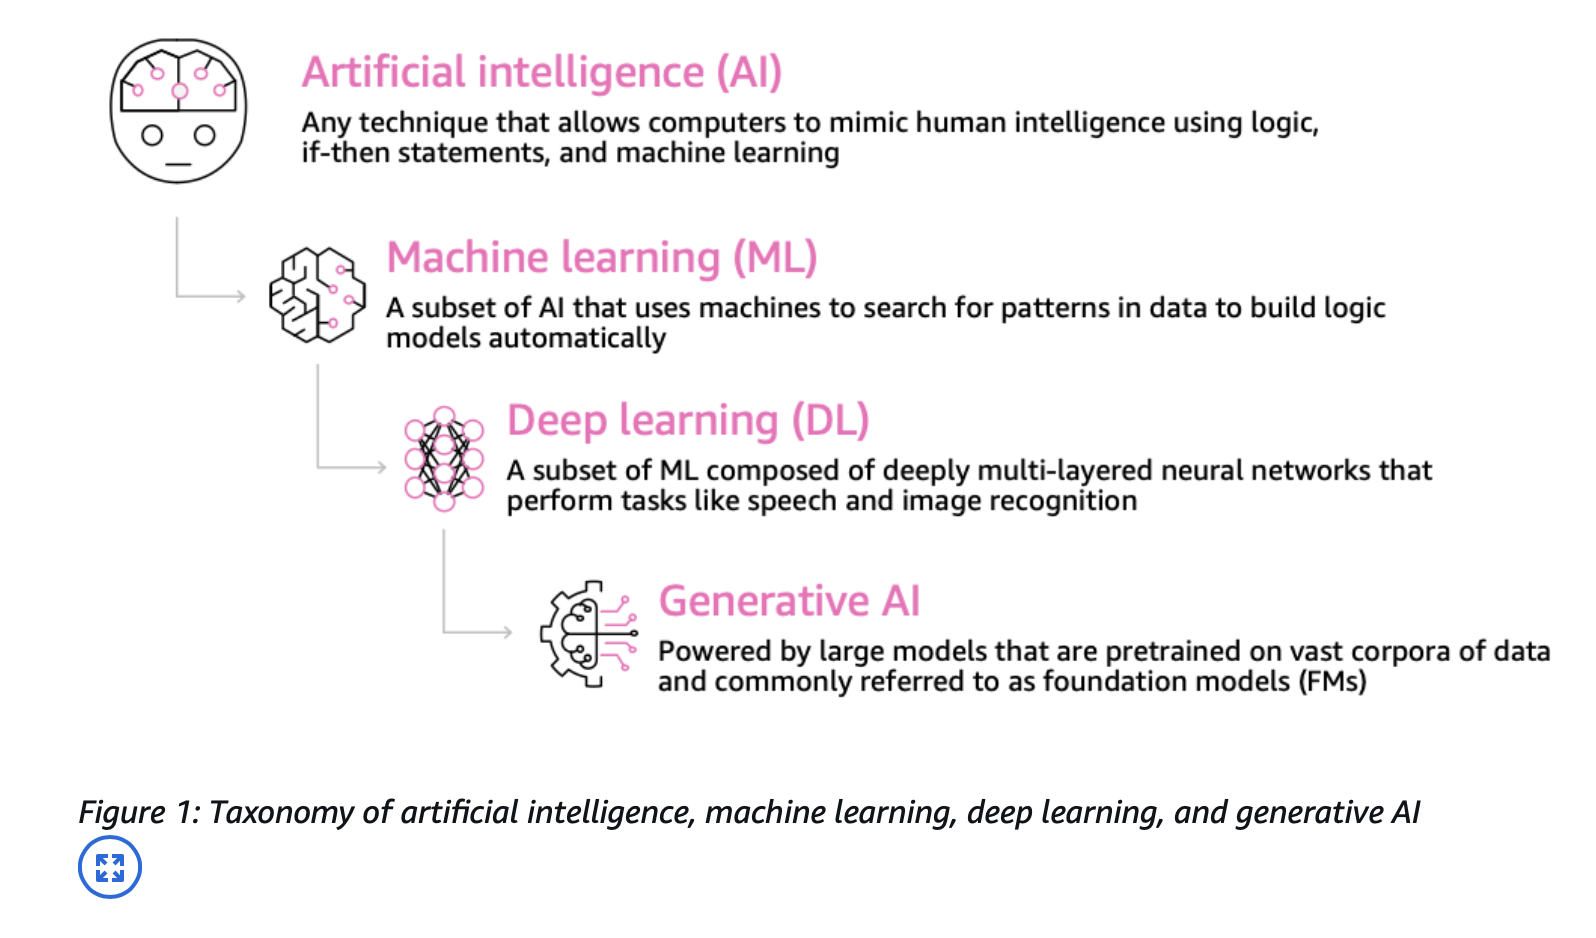 Artificial intelligence (AI)
Any technique that allows computers to mimic human intelligence using logic,
if-then statements, and machine learning
Machine learning (ML)
A subset of AI that uses machines to search for patterns in data to build logic
models automatically
Deep learning (DL)
A subset of ML composed of deeply multi-layered neural networks that
perform tasks like speech and image recognition
Generative AI
Powered by large models that are pretrained on vast corpora of data
and commonly referred to as foundation models (FMs)
Figure 1: Taxonomy of artificial intelligence, machine learning, deep learning, and generative AI